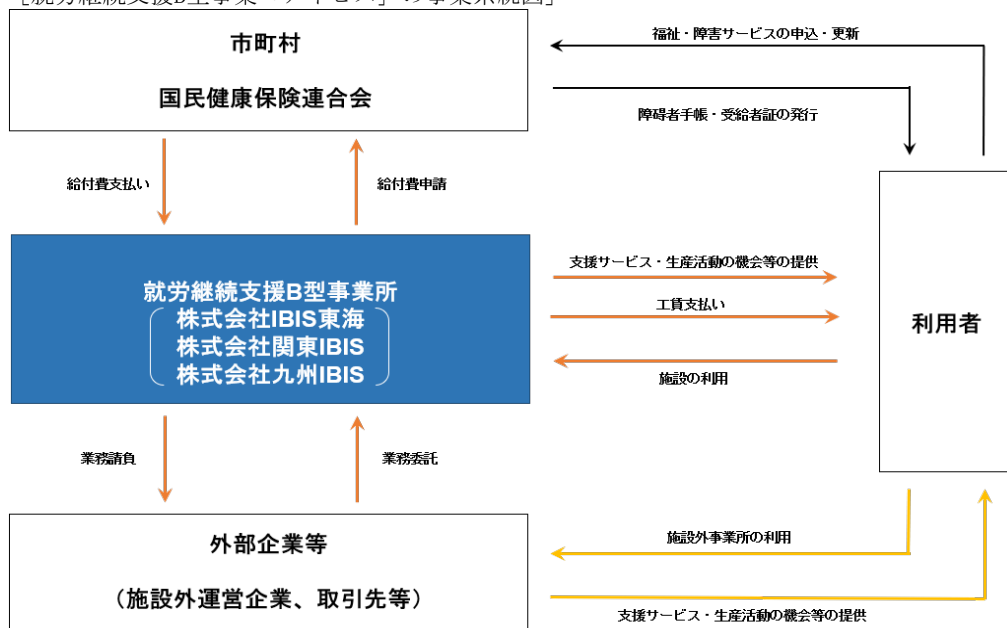 市町村
国民健康保険連合会
福祉・障害サービスの申込・更新
障碍者手帳・受給者証の発行
給付費支払い
給付費申請
就労継続支援B型事業所
株式会社IBIS東海
株式会社関東IBIS
株式会社九州IBIS
支援サービス・生産活動の機会等の提供
工賃支払い
施設の利用
利用者
業務請負
業務委託
外部企業等
（施設外運営企業、取引先等）
施設外事業所の利用
支援サービス・生産活動の機会等の提供